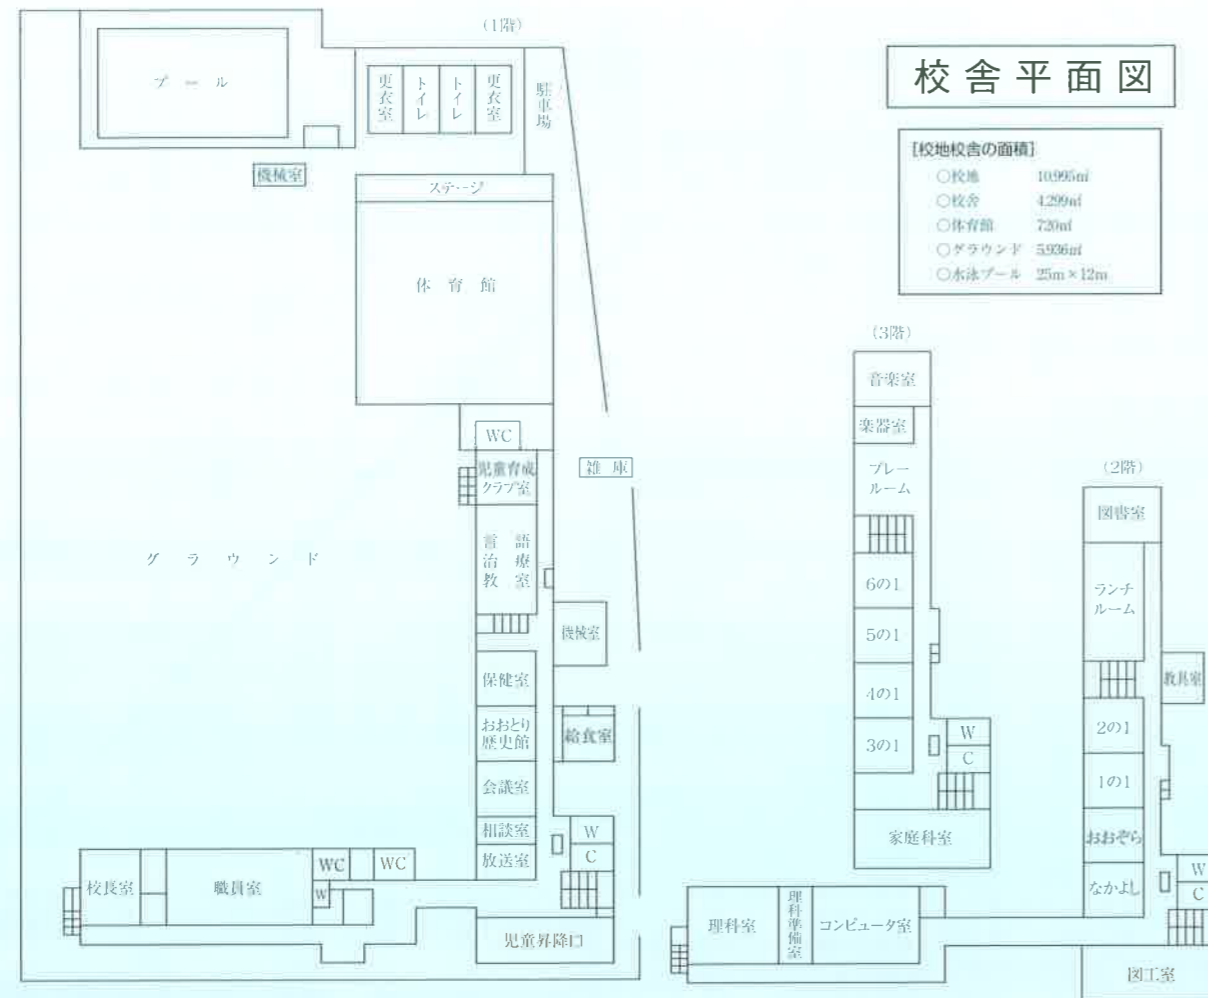 校舎平面図
[校地校舎の面積]
○校地 10,995㎡
○校舎 4,299㎡
○体育館 720㎡
○グラウンド 5,936㎡
○水泳プール 25m×12m
(1階)
プール
更衣室
トイレ
トイレ
更衣室
駐車場
機械室
ステージ
体育館
WC
児童育成
クラブ室
雑庫
グラウンド
言語
治療
教室
機械室
保健室
おおとり
歴史館
給食室
会議室
相談室
放送室
W
C
校長室
職員室
WC
WC
W
児童昇降口
(3階)
音楽室
楽器室
プレー
ルーム
6の1
5の1
4の1
3の1
W
C
家庭科室
(2階)
図書室
ランチ
ルーム
教具室
2の1
1の1
おおぞら
なかよし
W
C
理科室
理科準備室
コンピュータ室
図工室